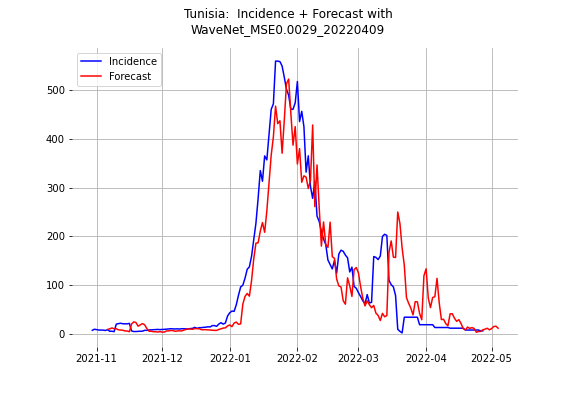 Tunisia:  Incidence + Forecast with
WaveNet_MSE0.0029_20220409
Incidence
Forecast
500
400
300
200
100
0
2021-11 2021-12 2022-01 2022-02 2022-03 2022-04 2022-05